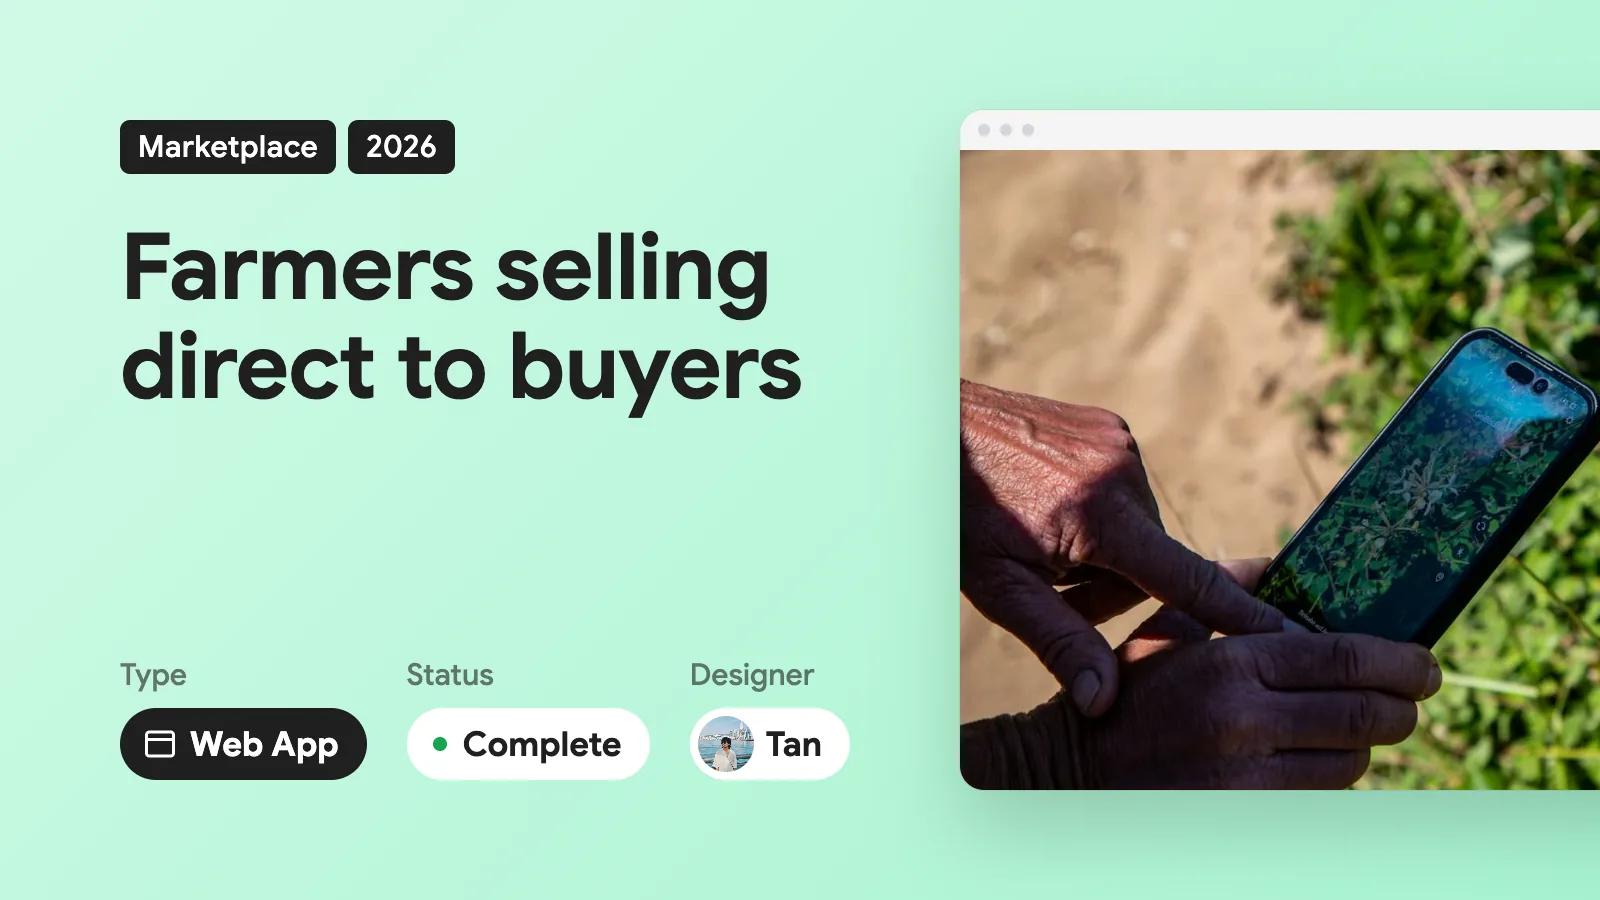 Marketplace
2026
Farmers selling
direct to buyers
Type
Status
Designer
Web App
Complete
Tan